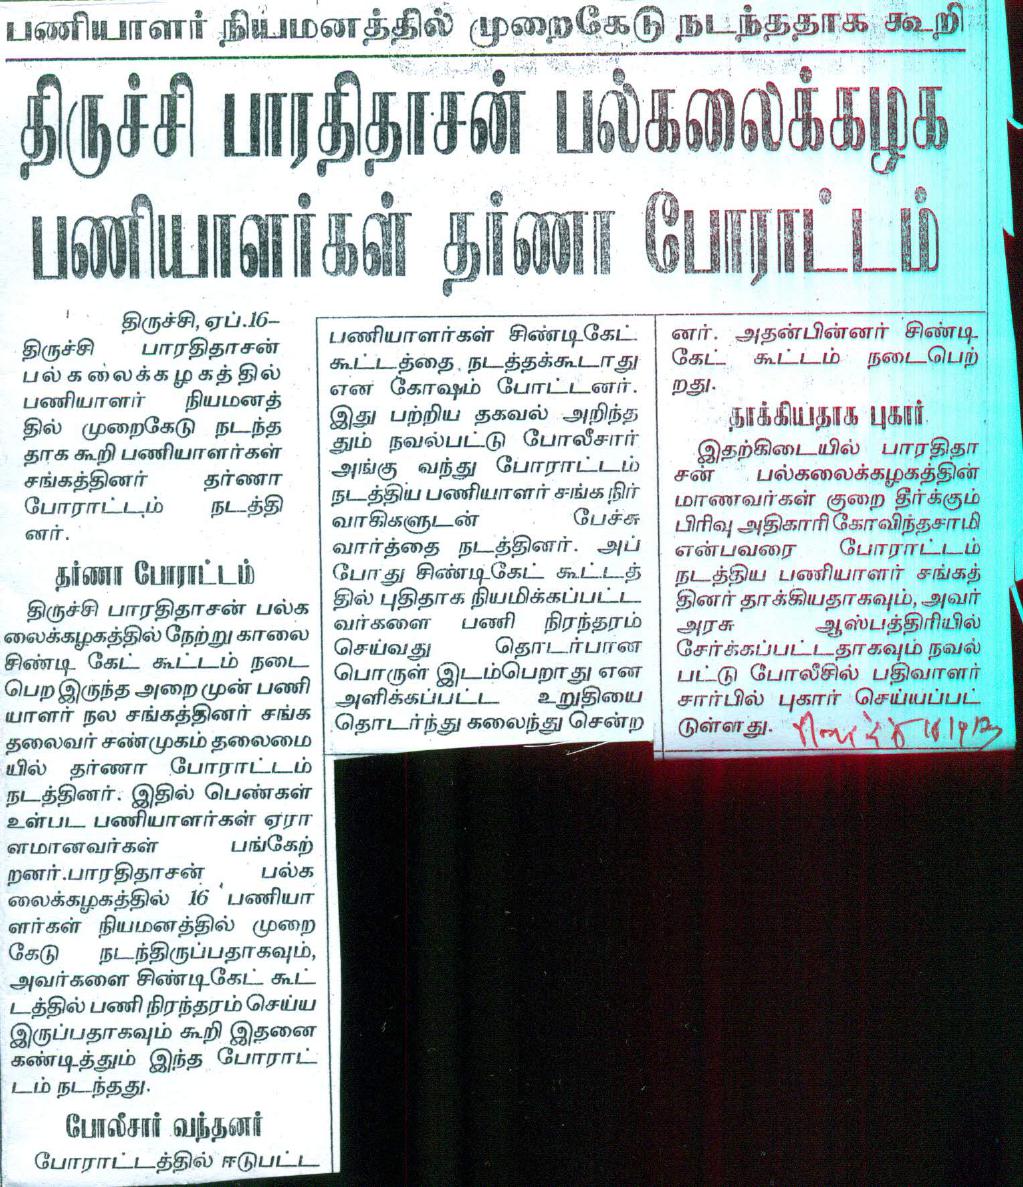 பணியாளர் நியமனத்தில் முறைகேடு நடந்ததாக கூறி
திருச்சி பாரதிதாசன் பல்கலைக்கழக
பணியாளர்கள் தர்ணா போராட்டம்
திருச்சி, ஏப்.16–
திருச்சி பாரதிதாசன்
பல்கலைக்கழகத்தில்
பணியாளர் நியமனத்
தில் முறைகேடு நடந்த
தாக கூறி பணியாளர்கள்
சங்கத்தினர் தர்ணா
போராட்டம் நடத்தி
னர்.
தர்ணா போராட்டம்
திருச்சி பாரதிதாசன் பல்க
லைக்கழகத்தில் நேற்று காலை
சிண்டி கேட் கூட்டம் நடை
பெற இருந்த அறை முன் பணி
யாளர் நல சங்கத்தினர் சங்க
தலைவர் சண்முகம் தலைமை
யில் தர்ணா போராட்டம்
நடத்தினர். இதில் பெண்கள்
உள்பட பணியாளர்கள் ஏரா
ளமானவர்கள் பங்கேற்
றனர்.பாரதிதாசன் பல்க
லைக்கழகத்தில் 16 பணியா
ளர்கள் நியமனத்தில் முறை
கேடு நடந்திருப்பதாகவும்,
அவர்களை சிண்டிகேட் கூட்
டத்தில் பணி நிரந்தரம் செய்ய
இருப்பதாகவும் கூறி இதனை
கண்டித்தும் இந்த போராட்
டம் நடந்தது.
போலீசார் வந்தனர்
போராட்டத்தில் ஈடுபட்ட
பணியாளர்கள் சிண்டிகேட்
கூட்டத்தை நடத்தக்கூடாது
என கோஷம் போட்டனர்.
இது பற்றிய தகவல் அறிந்த
தும் நவல்பட்டு போலீசார்
அங்கு வந்து போராட்டம்
நடத்திய பணியாளர் சங்க நிர்
வாகிகளுடன் பேச்சு
வார்த்தை நடத்தினர். அப்
போது சிண்டிகேட் கூட்டத்
தில் புதிதாக நியமிக்கப்பட்ட
வர்களை பணி நிரந்தரம்
செய்வது தொடர்பான
பொருள் இடம்பெறாது என
அளிக்கப்பட்ட உறுதியை
தொடர்ந்து கலைந்து சென்ற
னர். அதன்பின்னர் சிண்டி
கேட் கூட்டம் நடைபெற்
றது.
தாக்கியதாக புகார்
இதற்கிடையில் பாரதிதா
சன் பல்கலைக்கழகத்தின்
மாணவர்கள் குறை தீர்க்கும்
பிரிவு அதிகாரி கோவிந்தசாமி
என்பவரை போராட்டம்
நடத்திய பணியாளர் சங்கத்
தினர் தாக்கியதாகவும், அவர்
அரசு ஆஸ்பத்திரியில்
சேர்க்கப்பட்டதாகவும் நவல்
பட்டு போலீசில் பதிவாளர்
சார்பில் புகார் செய்யப்பட்
டுள்ளது.